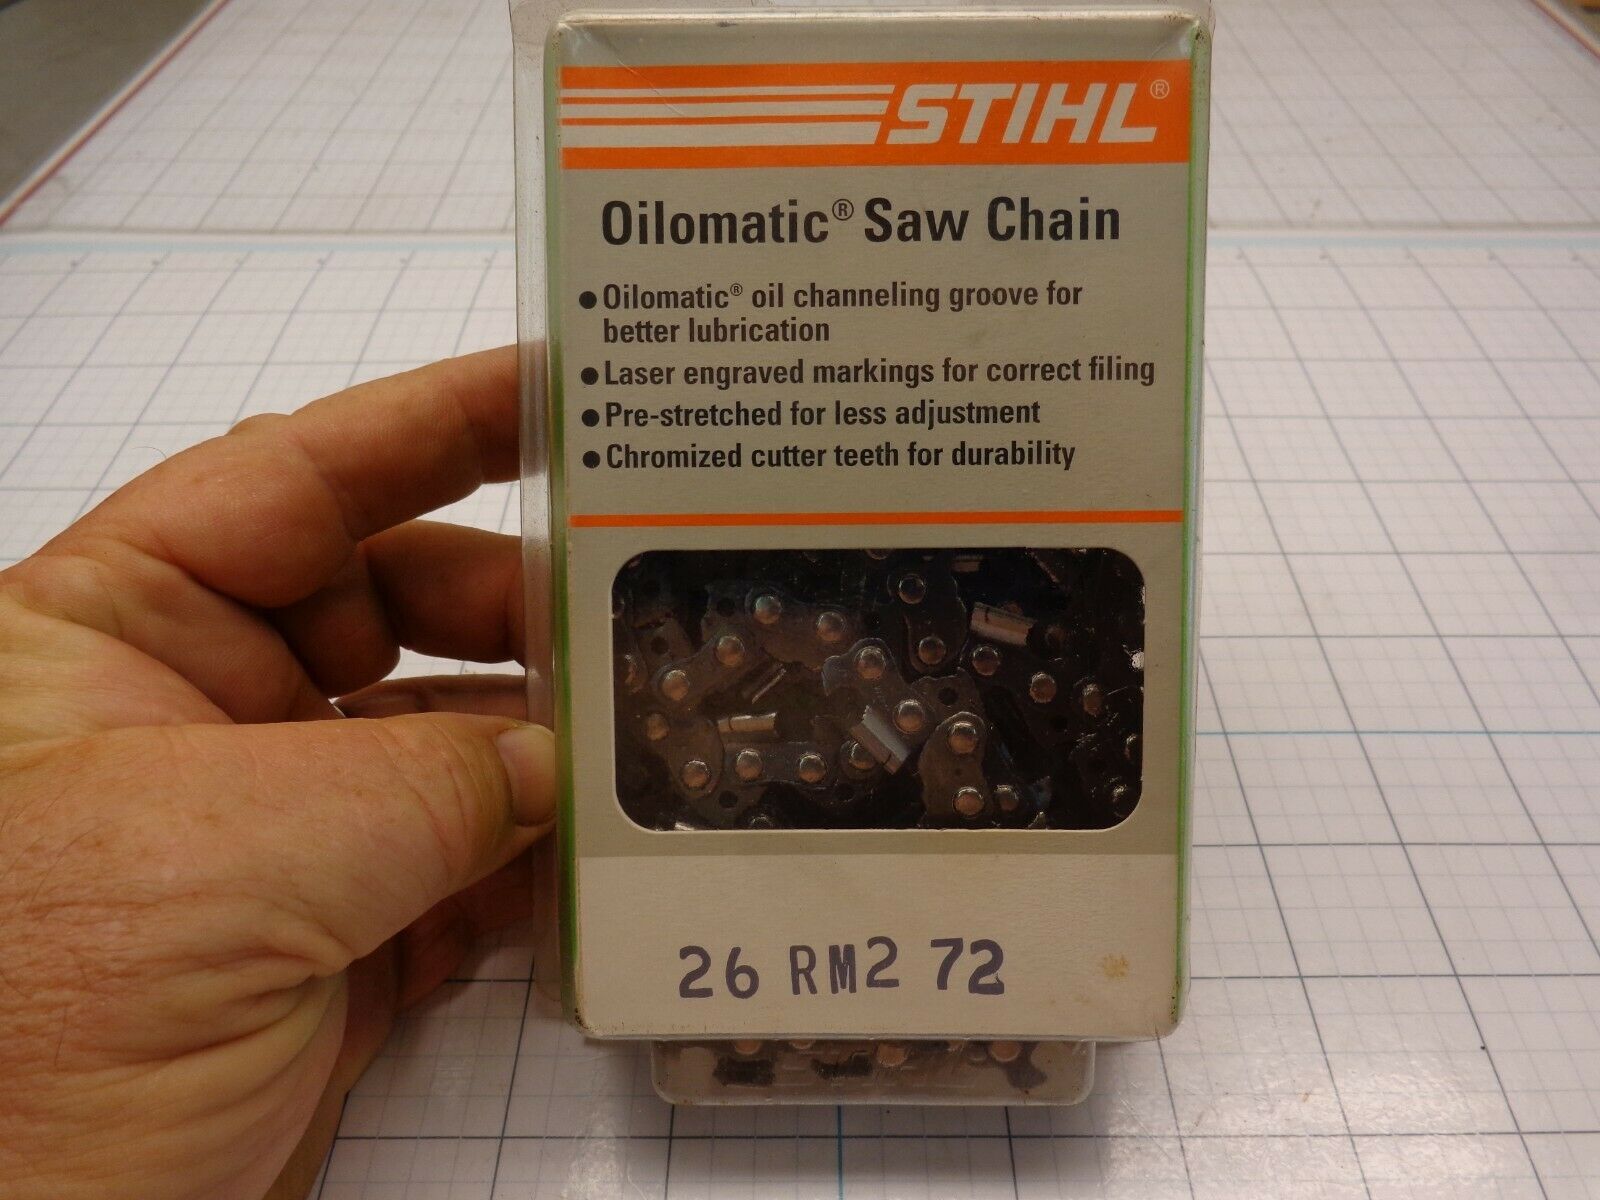 STIHL®
Oilomatic® Saw Chain
● Oilomatic® oil channeling groove for
better lubrication
● Laser engraved markings for correct filing
● Pre-stretched for less adjustment
● Chromized cutter teeth for durability
26 RM2 72